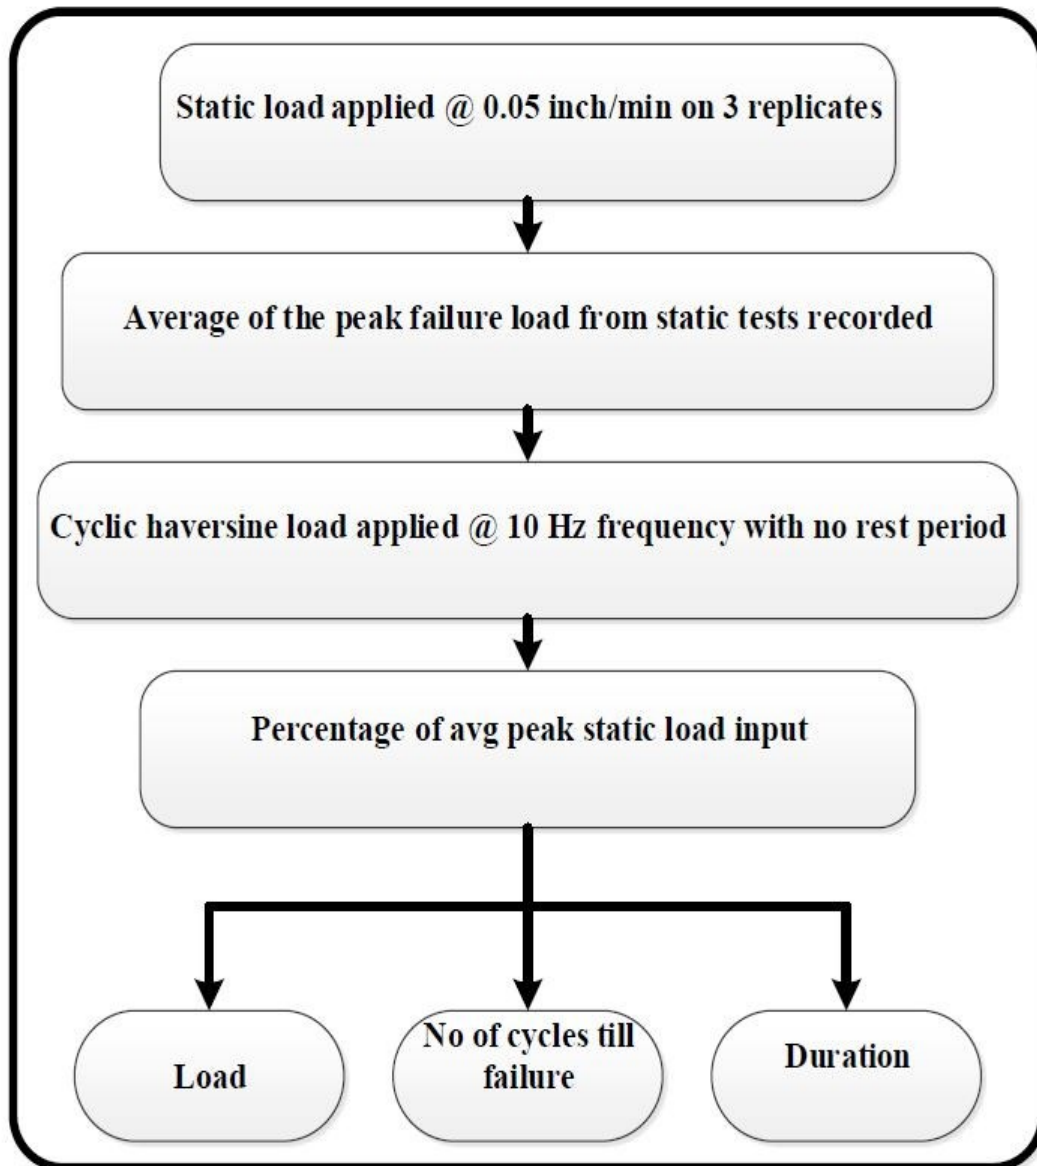 Static load applied @ 0.05 inch/min on 3 replicates
Average of the peak failure load from static tests recorded
Cyclic haversine load applied @ 10 Hz frequency with no rest period
Percentage of avg peak static load input
Load
No of cycles till
failure
Duration